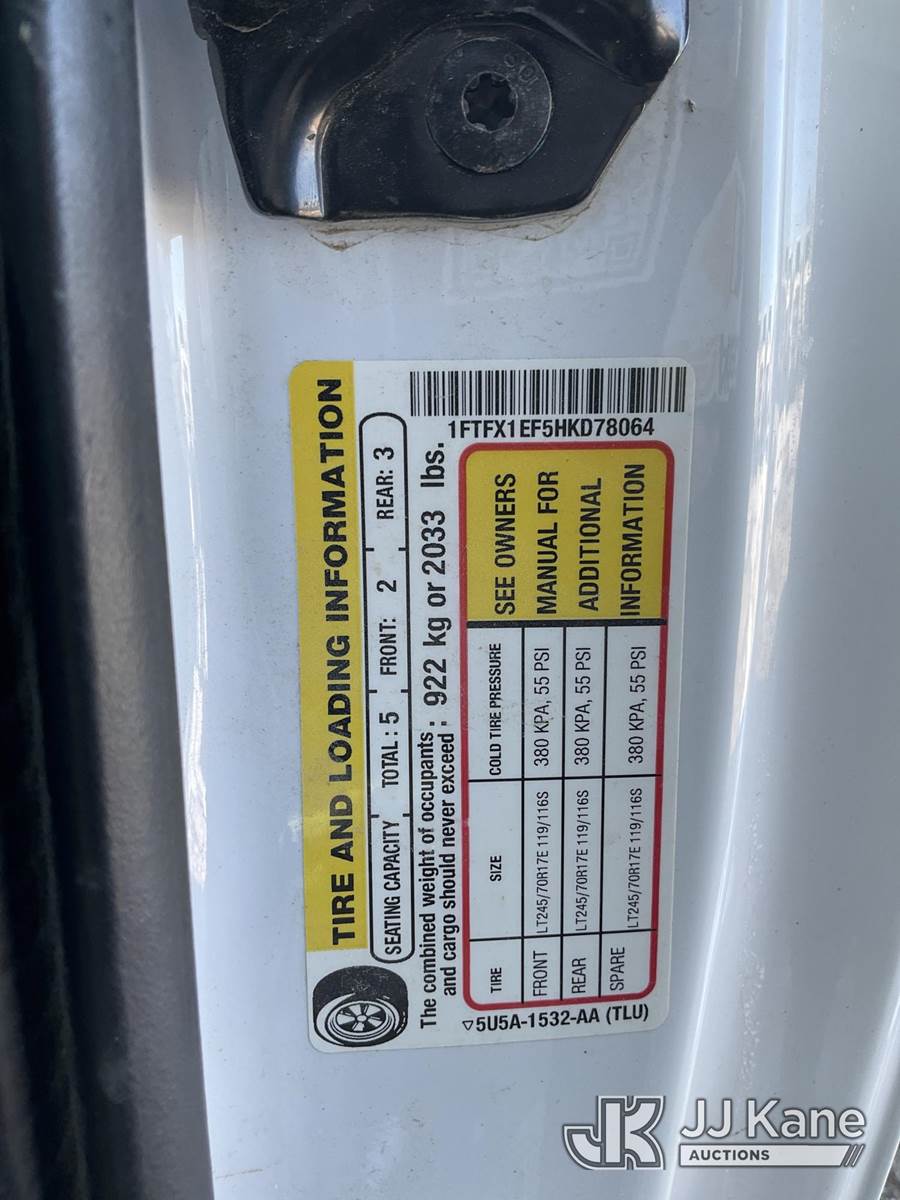 TIRE AND LOADING INFORMATION
SEATING CAPACITY TOTAL : 5 FRONT: 2 REAR: 3
The combined weight of occupants
and cargo should never exceed : 922 kg or 2033 lbs.
TIRE SIZE COLD TIRE PRESSURE
FRONT LT245/70R17E 119/116S 380 KPA, 55 PSI
REAR LT245/70R17E 119/116S 380 KPA, 55 PSI
SPARE LT245/70R17E 119/116S 380 KPA, 55 PSI
SEE OWNERS
MANUAL FOR
ADDITIONAL
INFORMATION
5U5A-1532-AA (TLU)
1FTFX1EF5HKD78064
JK JJ Kane
AUCTIONS